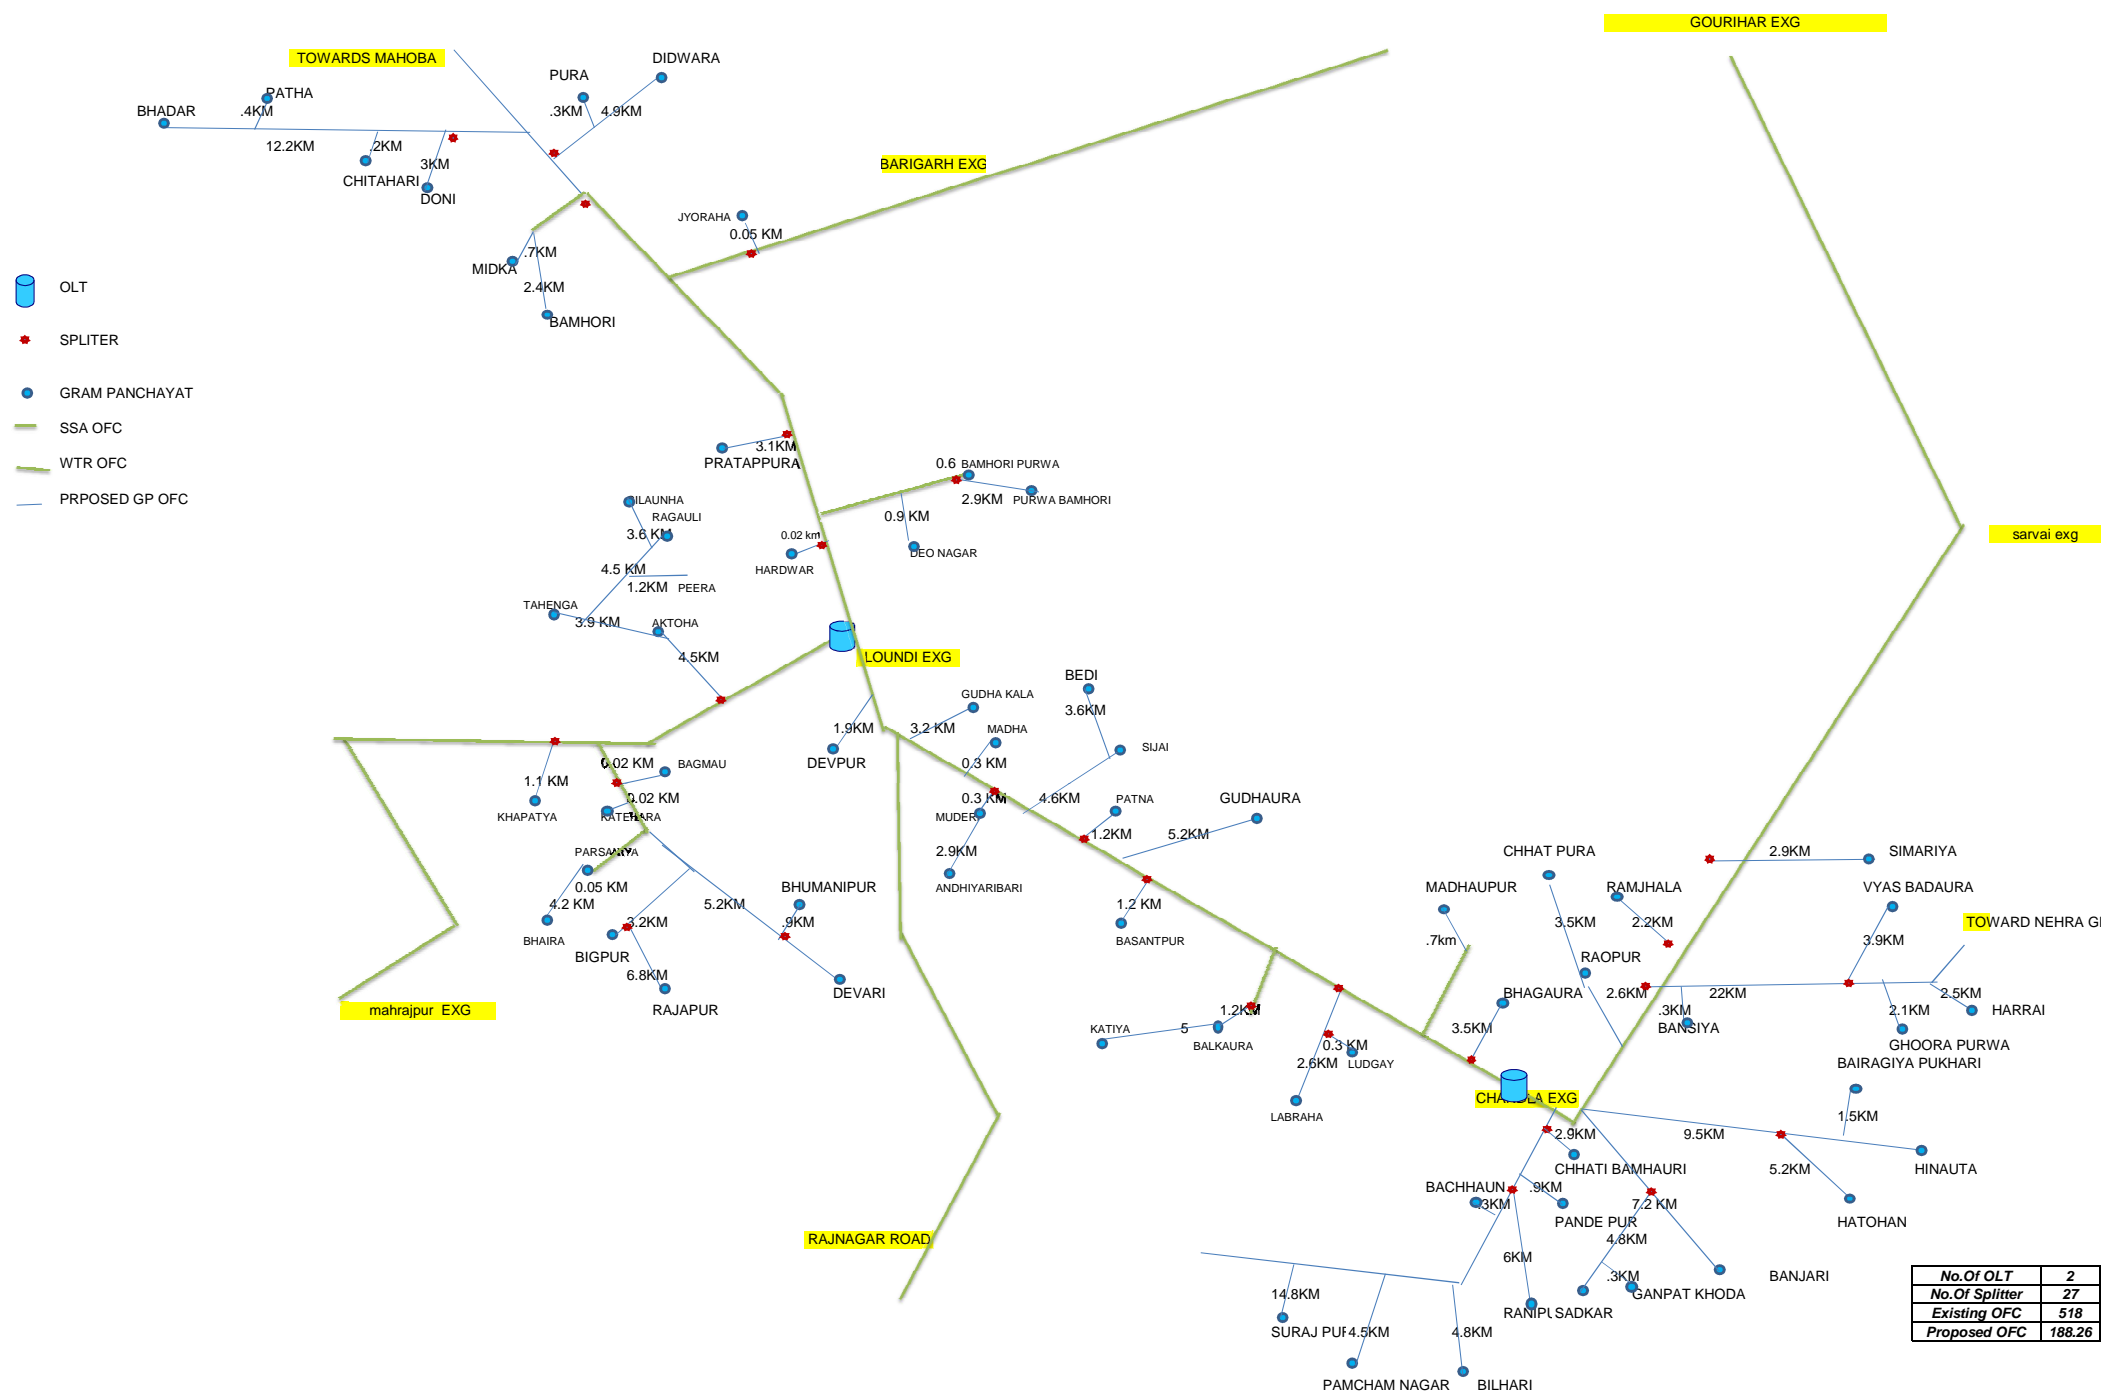 GOURIHAR EXG
TOWARDS MAHOBA
DIDWARA
PURA
PATHA
BHADAR
.4KM
.3KM
4.9KM
12.2KM
.2KM
3KM
CHITAHARI
DONI
BARIGARH EXG
JYORAHA
0.05 KM
.7KM
MIDKA
2.4KM
BAMHORI
OLT
SPLITER
GRAM PANCHAYAT
SSA OFC
WTR OFC
PRPOSED GP OFC
3.1KM
PRATAPPURA
0.6
BAMHORI PURWA
2.9KM
PURWA BAMHORI
0.9 KM
DEO NAGAR
0.02 km
HARDWAR
SILAUNHA
RAGAULI
3.6 KM
4.5 KM
1.2KM
PEERA
TAHENGA
3.9 KM
AKTOHA
4.5KM
sarvai exg
LOUNDI EXG
GUDHA KALA
BEDI
1.9KM
3.2 KM
MADHA
3.6KM
SIJAI
DEVPUR
0.3 KM
0.02 KM
BAGMAU
1.1 KM
0.02 KM
KHAPATYA
KATEHARA
0.3 KM
4.6KM
PATNA
GUDHAURA
MUDERI
1.2KM
5.2KM
2.9KM
ANDHIYARIBARI
PARSANIYA
0.05 KM
4.2 KM
BHAIRA
3.2KM
BIGPUR
5.2KM
BHUMANIPUR
.9KM
6.8KM
RAJAPUR
DEVARI
1.2 KM
BASANTPUR
CHHAT PURA
MADHAUPUR
RAMJHALA
2.9KM
SIMARIYA
VYAS BADAURA
3.5KM
2.2KM
TOWARD NEHRA G
.7km
3.9KM
RAOPUR
BHAGAURA
2.6KM
22KM
2.5KM
.3KM
BANSIYA
2.1KM
HARRAI
GHOORA PURWA
BAIRAGIYA PUKHARI
mahrajpur EXG
1.2KM
KATIYA
5
BALKAURA
3.5KM
0.3 KM
2.6KM
LUDGAY
LABRAHA
CHANDLA EXG
1.5KM
2.9KM
9.5KM
CHHATI BAMHAURI
5.2KM
HINAUTA
BACHHAUN
.9KM
.3KM
7.2 KM
PANDE PUR
HATOHAN
4.8KM
RAJNAGAR ROAD
6KM
.3KM
BANJARI
GANPAT KHODA
14.8KM
RANIPU
SADKAR
SURAJ PUR
4.5KM
4.8KM
PAMCHAM NAGAR
BILHARI
No.Of OLT 2
No.Of Splitter 27
Existing OFC 518
Proposed OFC 188.26